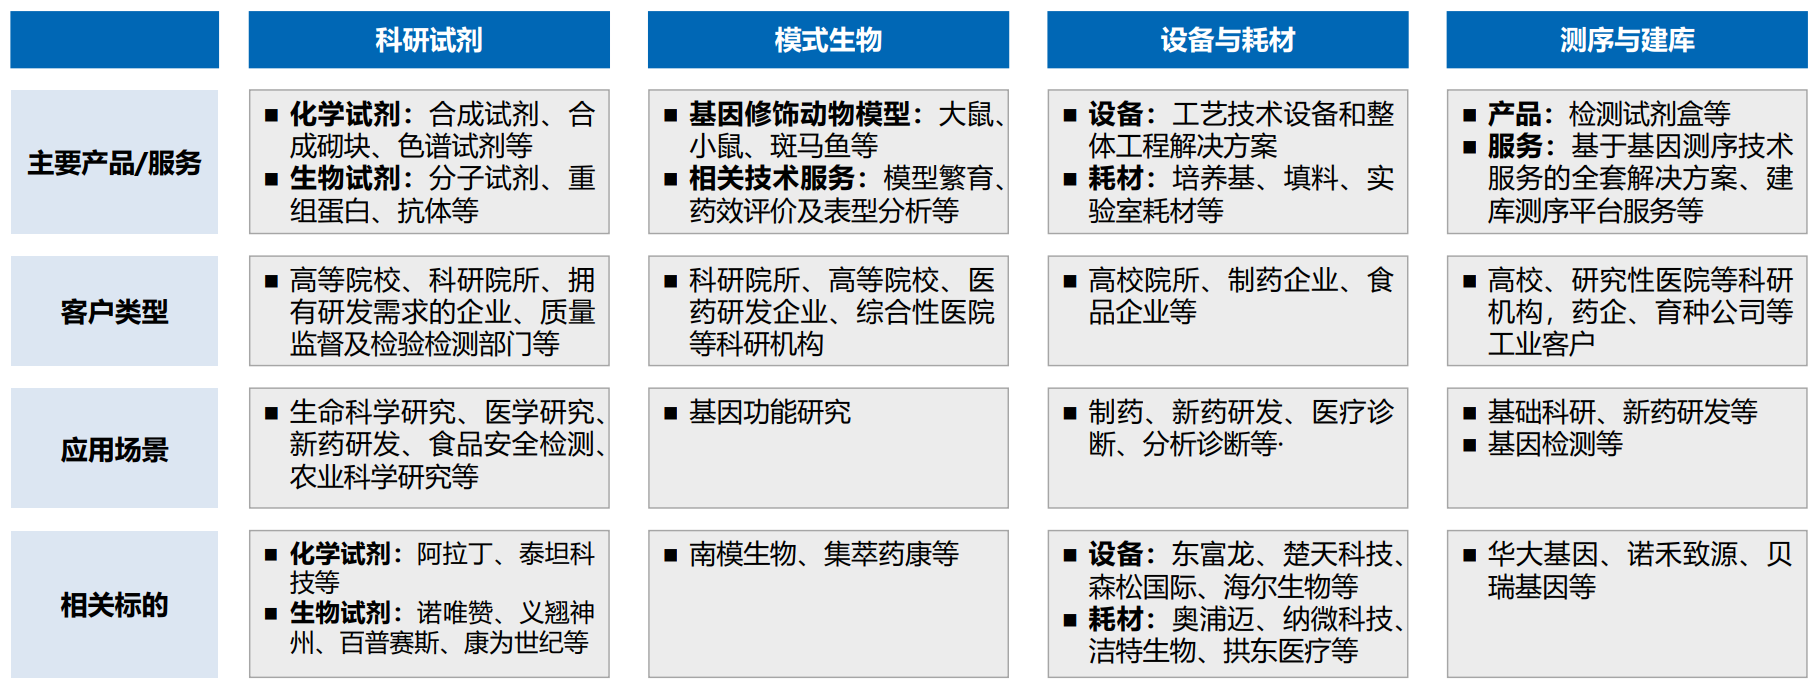 科研试剂
模式生物
设备与耗材
测序与建库
主要产品/服务
■ 化学试剂：合成试剂、合
成砌块、色谱试剂等
■ 生物试剂：分子试剂、重
组蛋白、抗体等
■ 基因修饰动物模型：大鼠、
小鼠、斑马鱼等
■ 相关技术服务：模型繁育、
药效评价及表型分析等
■ 设备：工艺技术设备和整
体工程解决方案
■ 耗材：培养基、填料、实
验室耗材等
■ 产品：检测试剂盒等
■ 服务：基于基因测序技术
服务的全套解决方案、建
库测序平台服务等
客户类型
■ 高等院校、科研院所、拥
有研发需求的企业、质量
监督及检验检测部门等
■ 科研院所、高等院校、医
药研发企业、综合性医院
等科研机构
■ 高校院所、制药企业、食
品企业等
■ 高校、研究性医院等科研
机构，药企、育种公司等
工业客户
应用场景
■ 生命科学研究、医学研究、
新药研发、食品安全检测、
农业科学研究等
■ 基因功能研究
■ 制药、新药研发、医疗诊
断、分析诊断等·
■ 基础科研、新药研发等
■ 基因检测等
相关标的
■ 化学试剂：阿拉丁、泰坦科
技等
■ 生物试剂：诺唯赞、义翘神
州、百普赛斯、康为世纪等
■ 南模生物、集萃药康等
■ 设备：东富龙、楚天科技、
森松国际、海尔生物等
■ 耗材：奥浦迈、纳微科技、
洁特生物、拱东医疗等
■ 华大基因、诺禾致源、贝
瑞基因等